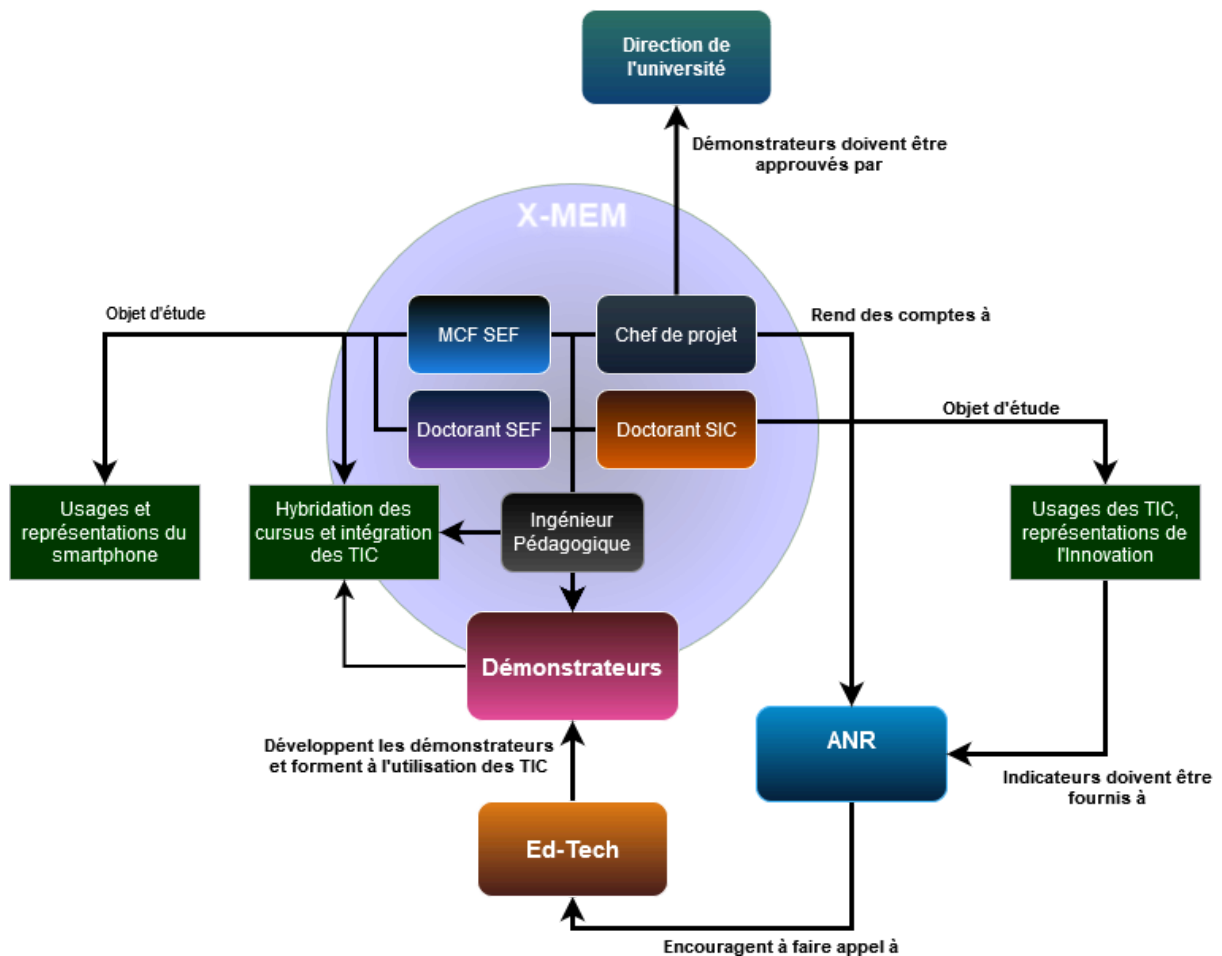 Direction de
l'université
Démonstrateurs doivent être
approuvés par
X-MEM
Objet d'étude
MCF SEF
Chef de projet
Rend des comptes à
Doctorant SEF
Doctorant SIC
Objet d'étude
Usages et
représentations du
smartphone
Hybridation des
cursus et intégration
des TIC
Ingénieur
Pédagogique
Usages des TIC,
représentations de
l'Innovation
Démonstrateurs
Développent les démonstrateurs
et forment à l'utilisation des TIC
ANR
Indicateurs doivent être
fournis à
Ed-Tech
Encouragent à faire appel à